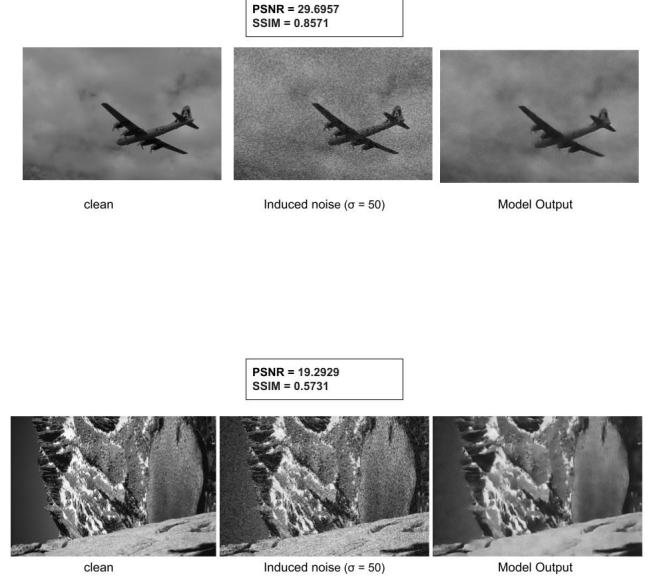 PSNR = 29.6957
SSIM = 0.8571
clean
Induced noise (σ = 50)
Model Output
PSNR = 19.2929
SSIM = 0.5731
clean
Induced noise (σ = 50)
Model Output